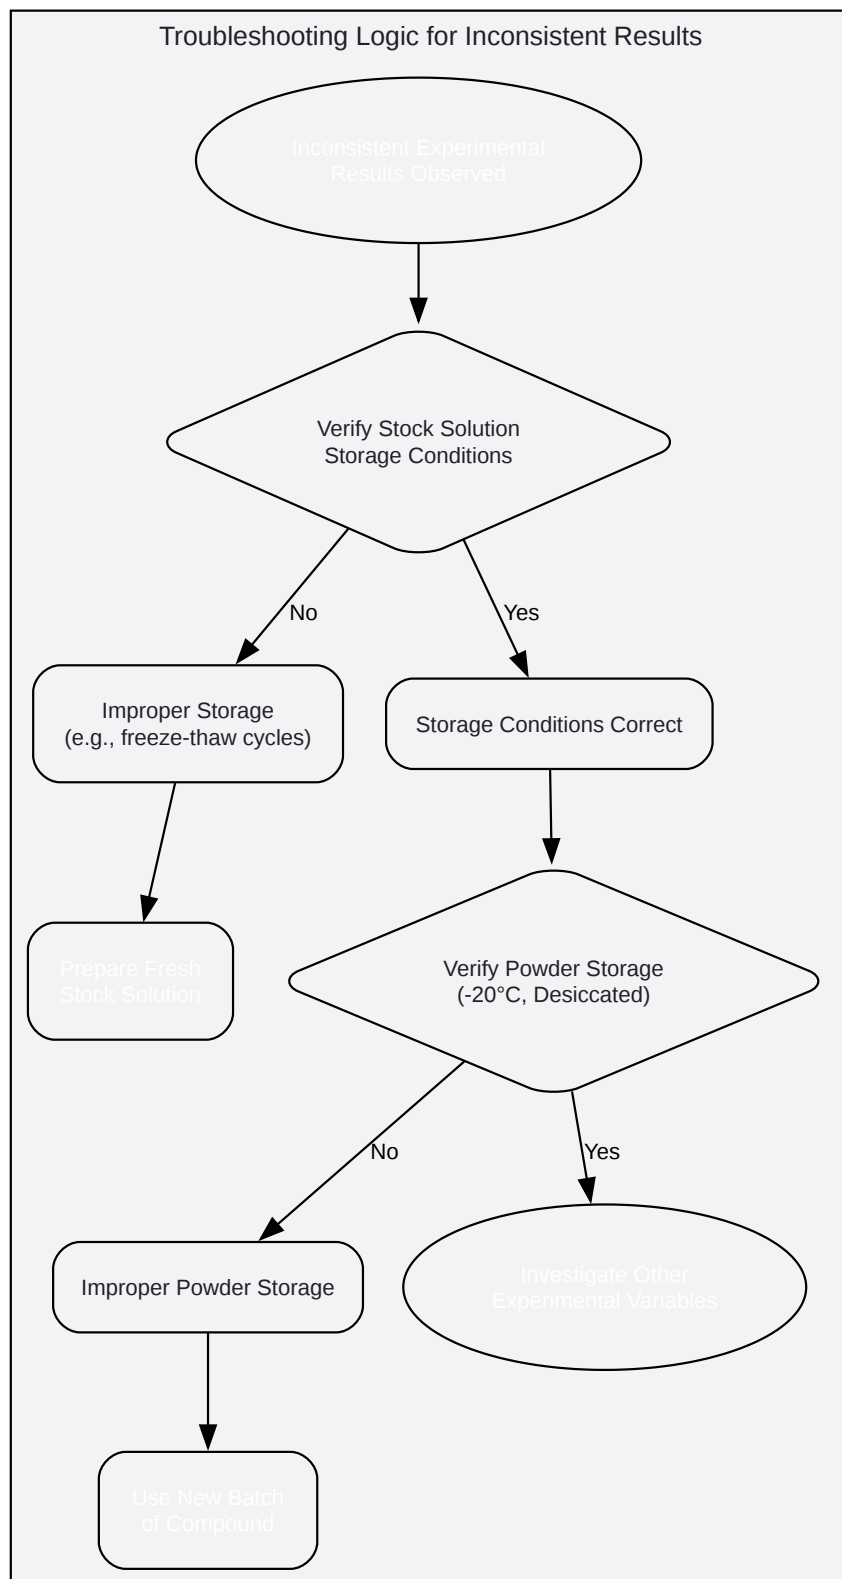 Troubleshooting Logic for Inconsistent Results
Inconsistent Experimental
Results Observed
Verify Stock Solution
Storage Conditions
No
Yes
Improper Storage
(e.g., freeze-thaw cycles)
Storage Conditions Correct
Prepare Fresh
Stock Solution
Verify Powder Storage
(-20°C, Desiccated)
No
Yes
Improper Powder Storage
Investigate Other
Experimental Variables
Use New Batch
of Compound